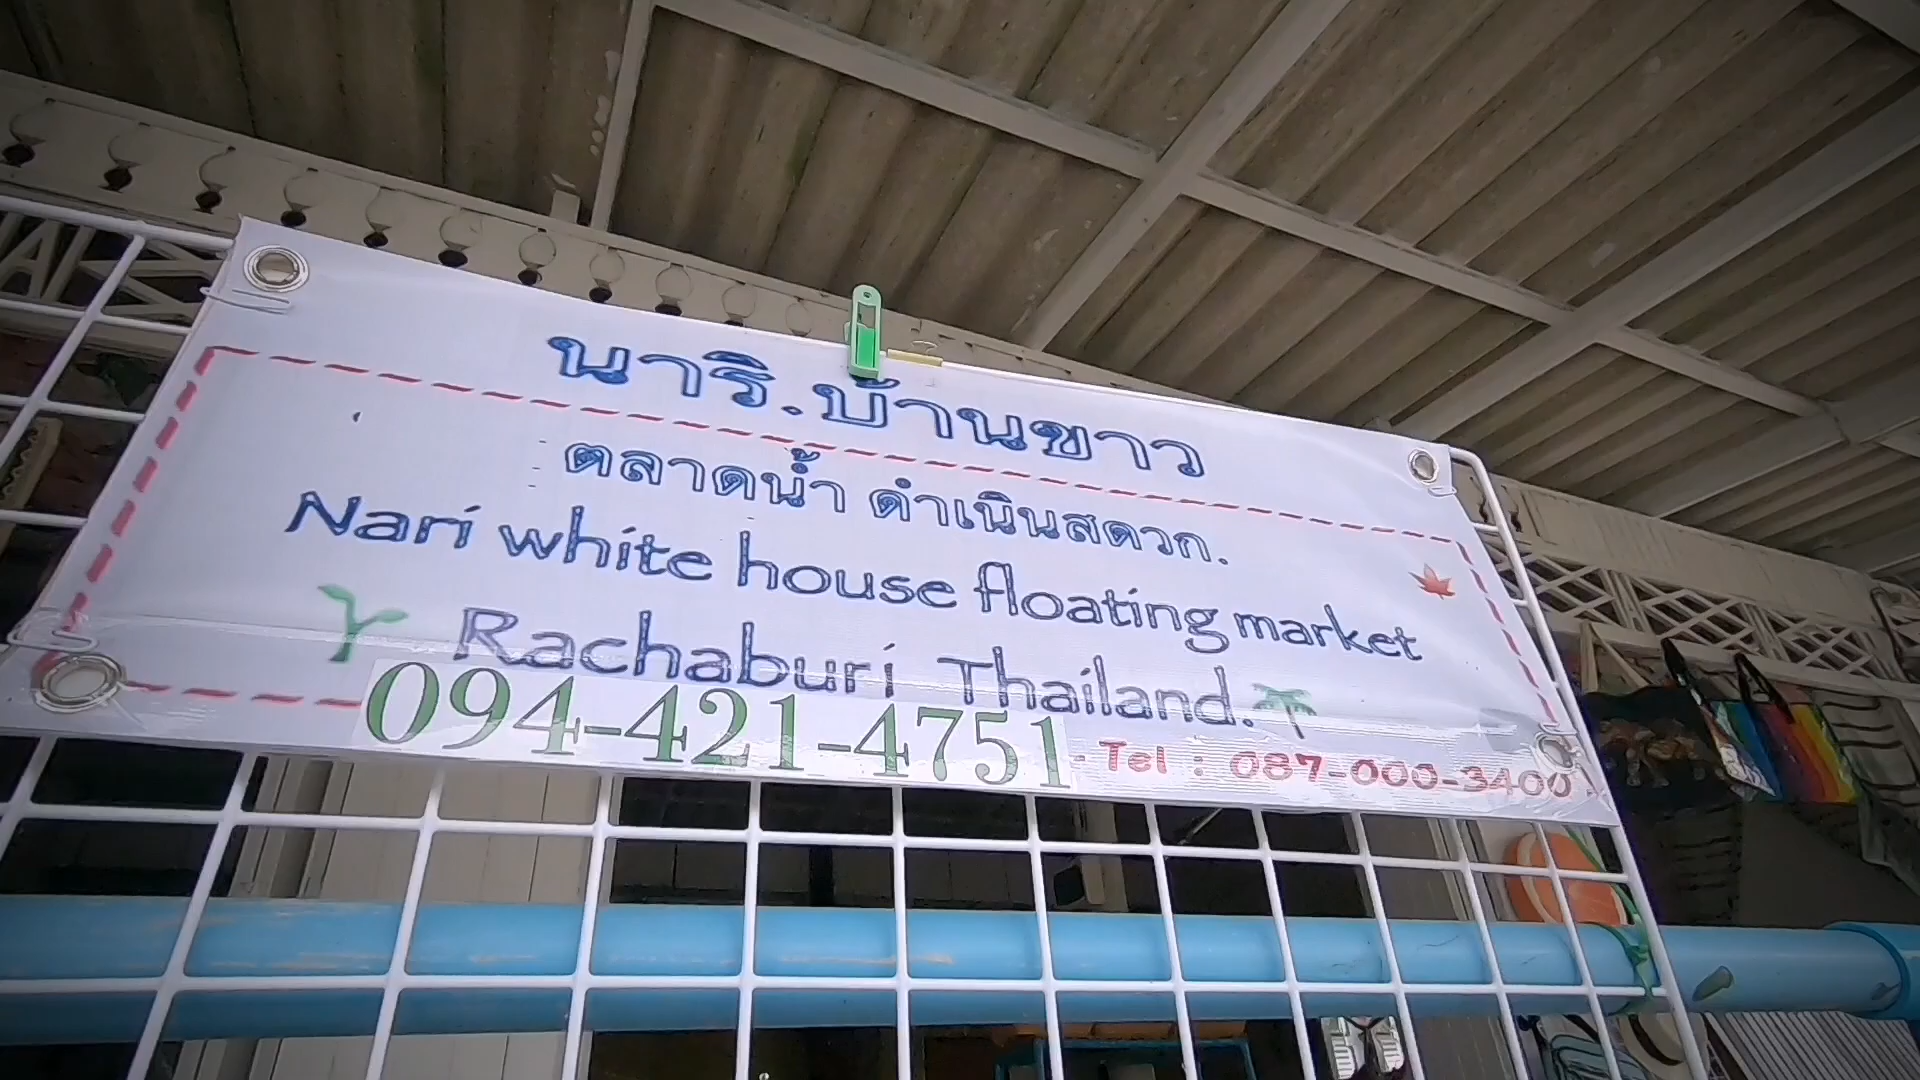 นาริ.บ้านขาว
ตลาดน้ำ ดำเนินสดวก.
Nari white house floating market
Rachaburi Thailand.
094-421-4751
Tel : 087-000-3400